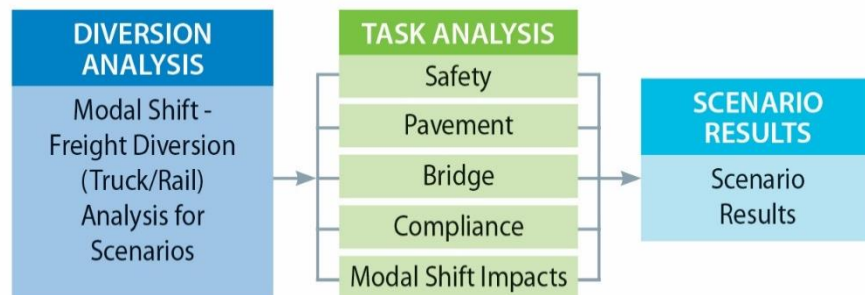 DIVERSION
ANALYSIS
Modal Shift -
Freight Diversion
(Truck/Rail)
Analysis for
Scenarios
TASK ANALYSIS
Safety
Pavement
Bridge
Compliance
Modal Shift Impacts
SCENARIO
RESULTS
Scenario
Results